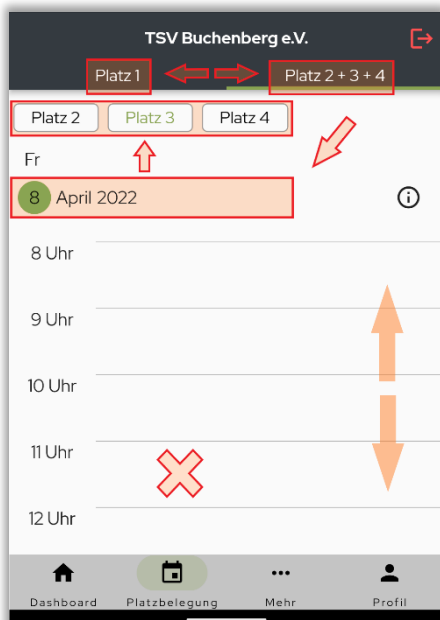 TSV Buchenberg e.V.
Platz 1 Platz 2 + 3 + 4
Platz 2 Platz 3 Platz 4
Fr
8 April 2022
8 Uhr
9 Uhr
10 Uhr
11 Uhr
12 Uhr
Dashboard Platzbelegung Mehr Profil